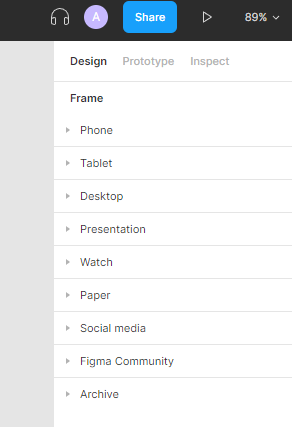 A
Share
89%
Design Prototype Inspect
Frame
Phone
Tablet
Desktop
Presentation
Watch
Paper
Social media
Figma Community
Archive